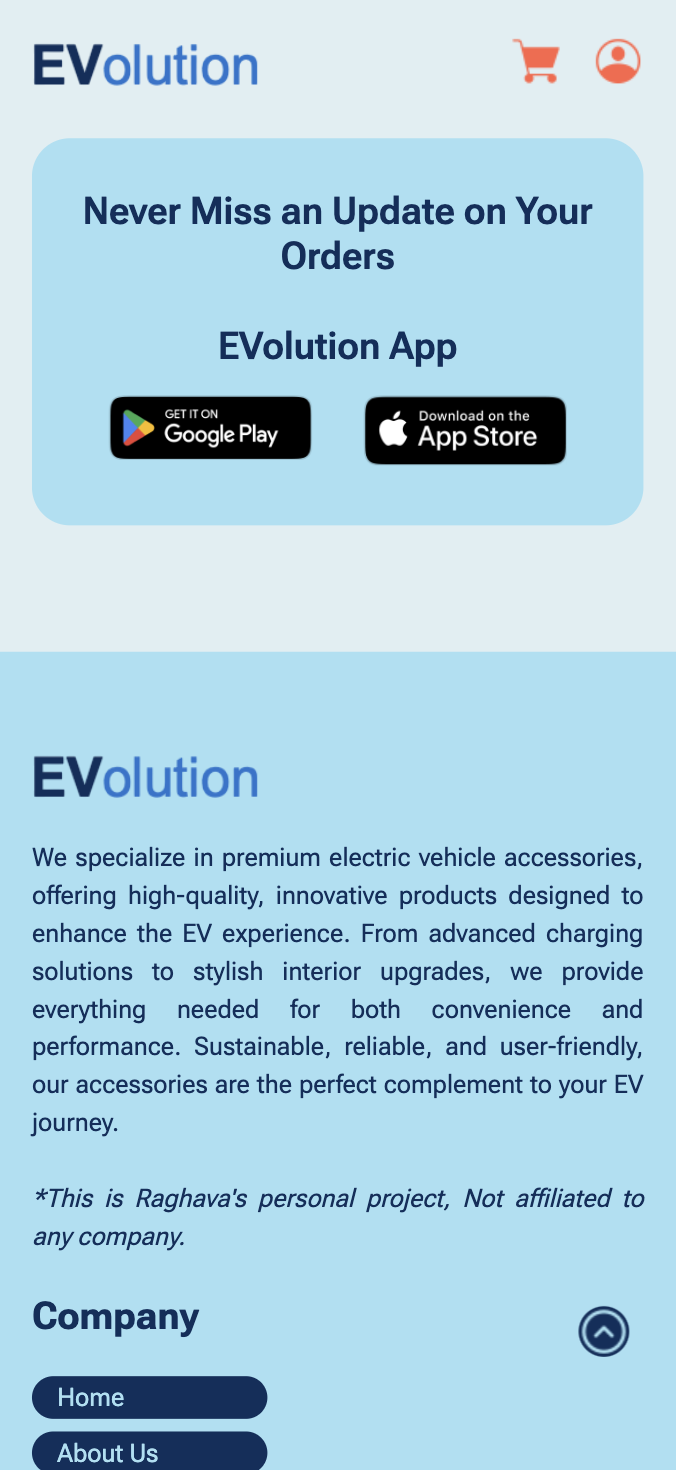 EVolution
Never Miss an Update on Your
Orders
EVolution App
GET IT ON
Google Play
Download on the
App Store
EVolution
We specialize in premium electric vehicle accessories,
offering high-quality, innovative products designed to
enhance the EV experience. From advanced charging
solutions to stylish interior upgrades, we provide
everything needed for both convenience and
performance. Sustainable, reliable, and user-friendly,
our accessories are the perfect complement to your EV
journey.
*This is Raghava's personal project, Not affiliated to
any company.
Company
Home
About Us